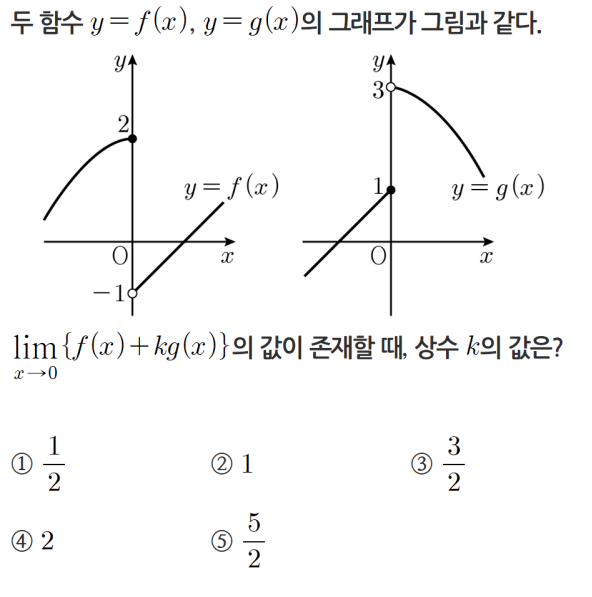 두 함수 y=f(x), y=g(x)의 그래프가 그림과 같다.
y
2
y=f(x)
O
x
−1
y
3
1
y=g(x)
O
x
lim{f(x)+kg(x)}의 값이 존재할 때, 상수 k의 값은?
x→0
① 1/2 ② 1 ③ 3/2
④ 2 ⑤ 5/2